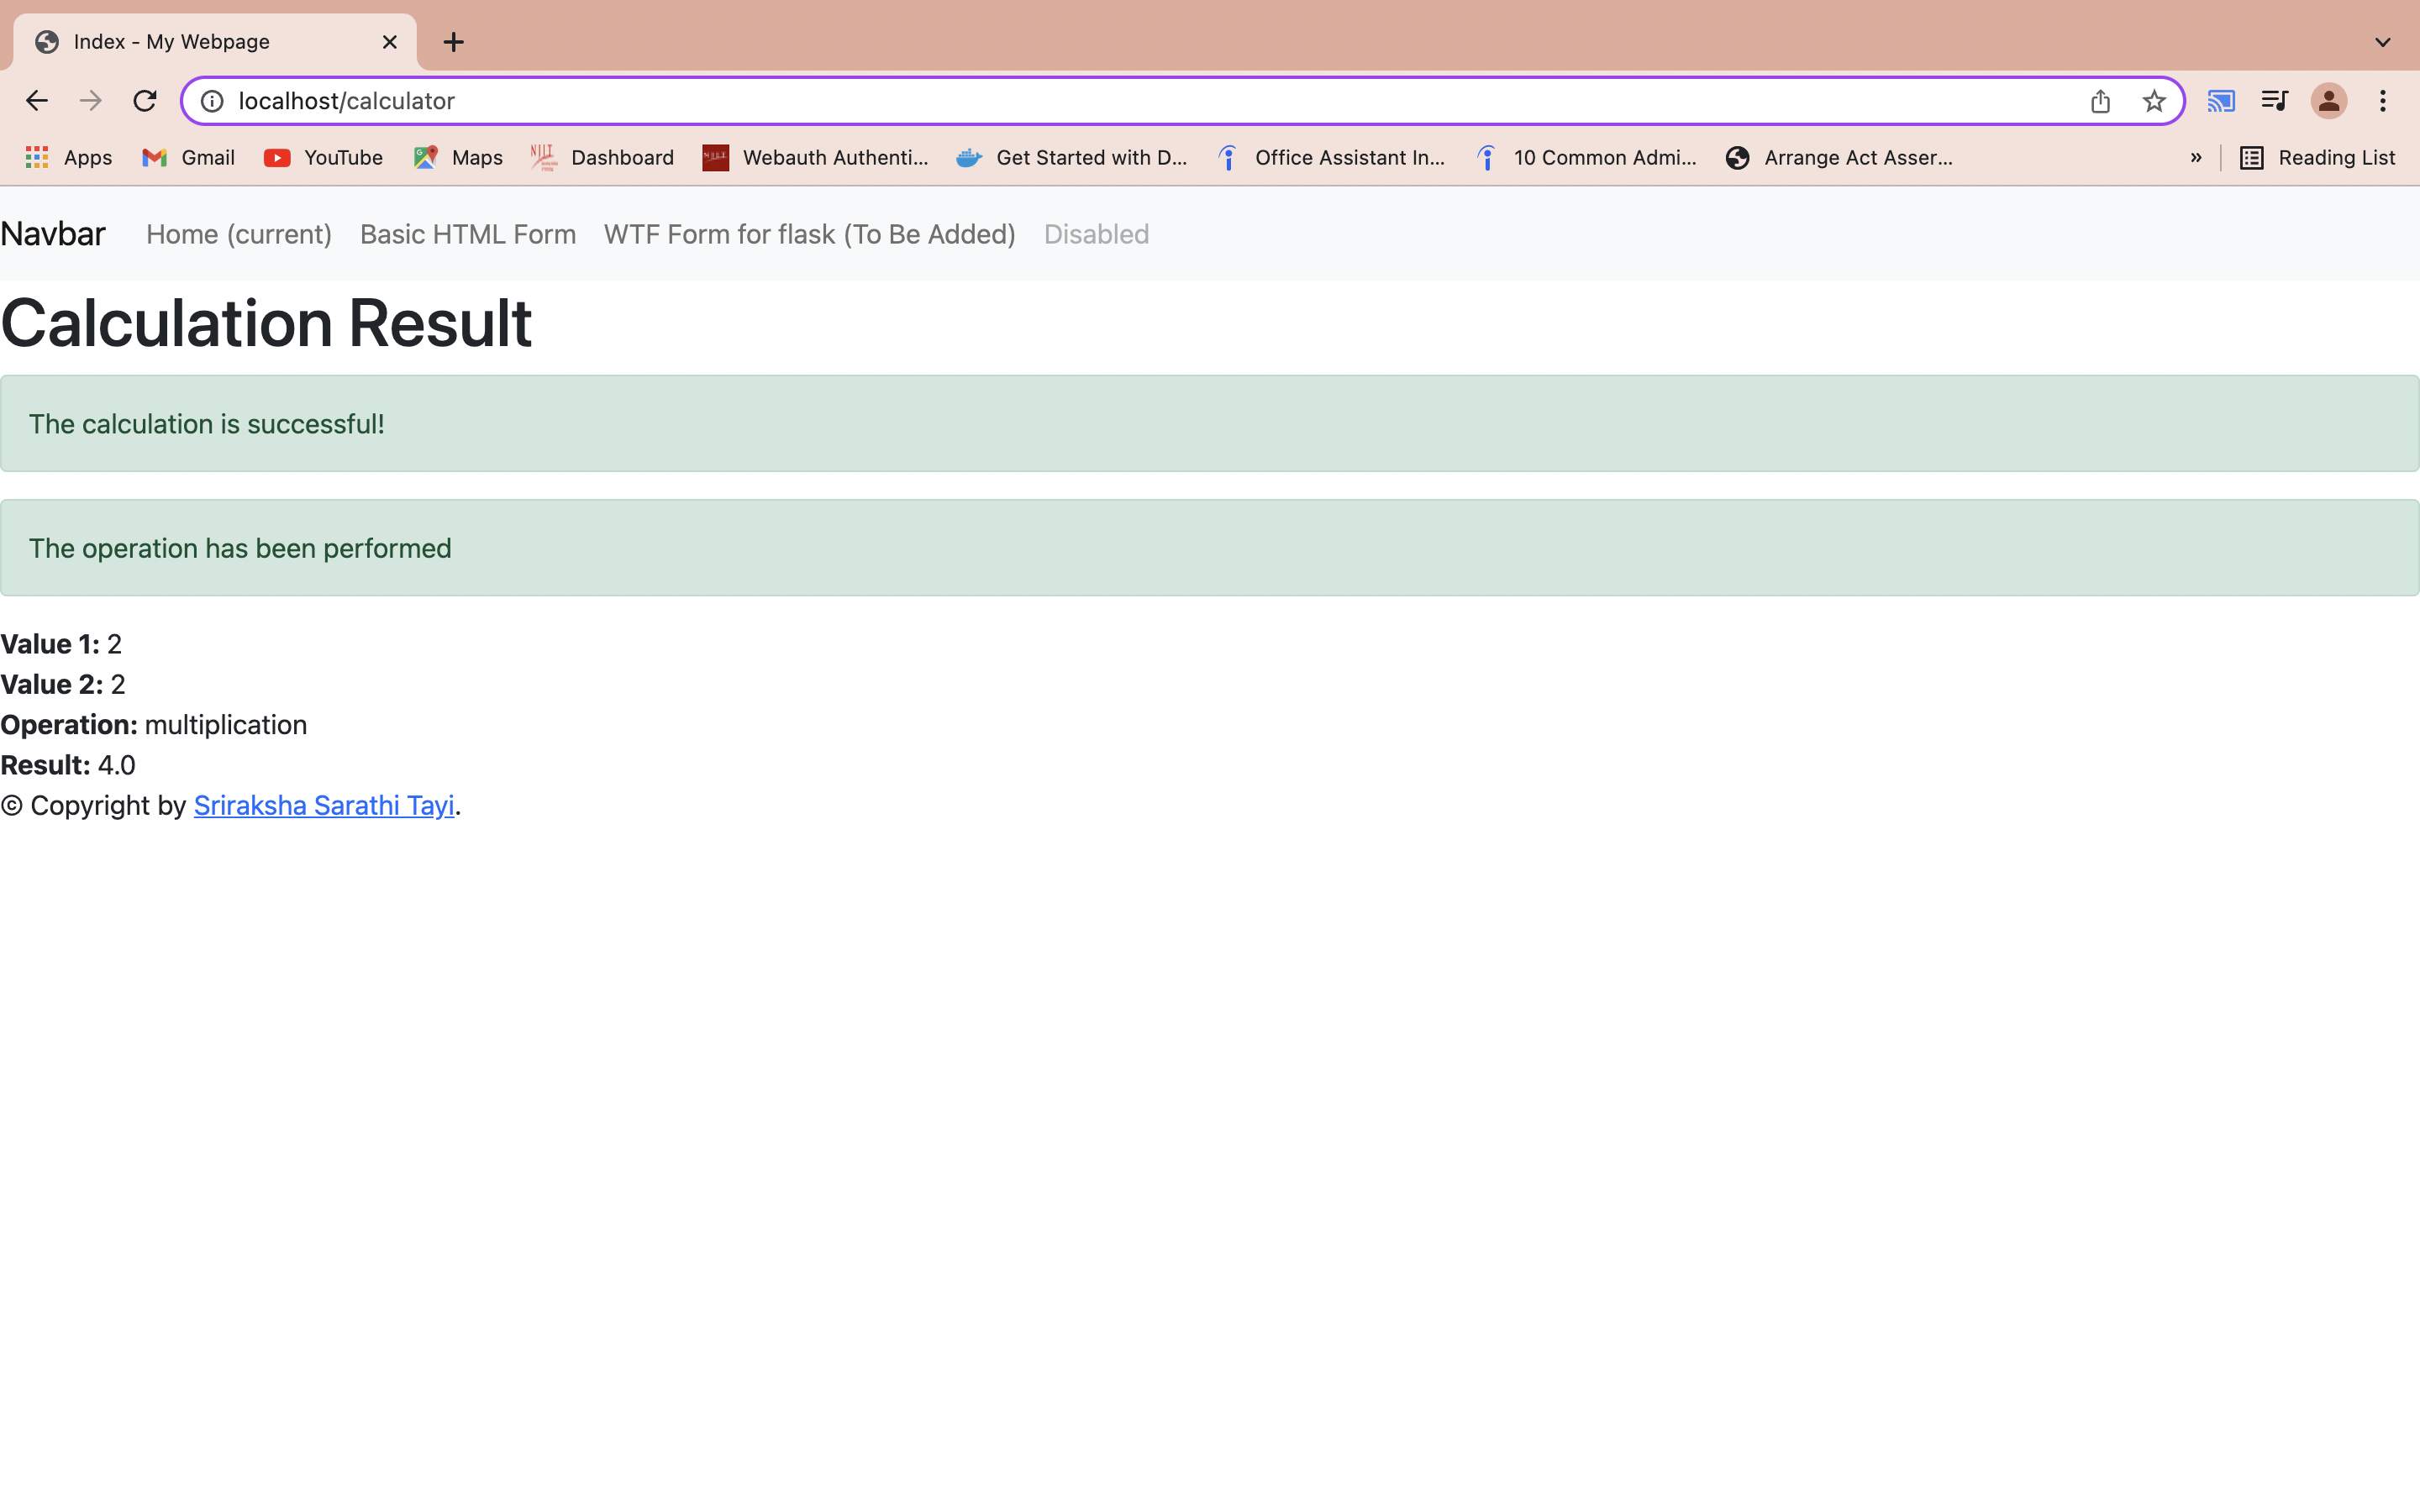 Index - My Webpage
localhost/calculator
Apps Gmail YouTube Maps Dashboard Webauth Authenti... Get Started with D... Office Assistant In... 10 Common Admi... Arrange Act Asser... » Reading List
Navbar Home (current) Basic HTML Form WTF Form for flask (To Be Added) Disabled
Calculation Result
The calculation is successful!
The operation has been performed
Value 1: 2
Value 2: 2
Operation: multiplication
Result: 4.0
© Copyright by Sriraksha Sarathi Tayi.